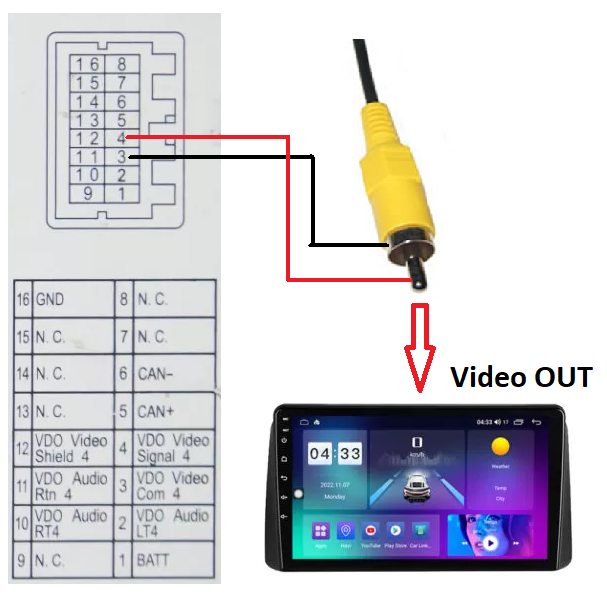 16 8
15 7
14 6
13 5
12 4
11 3
10 2
9 1
16 GND 8 N. C.
15 N. C. 7 N. C.
14 N. C. 6 CAN−
13 N. C. 5 CAN+
12 VDO Video Shield 4 4 VDO Video Signal 4
11 VDO Audio Rtn 4 3 VDO Video Com 4
10 VDO Audio RT4 2 VDO Audio LT4
9 N. C. 1 BATT
Video OUT
04:33 17
04 33
2022.11.07
Monday
0
km/h
Weather
Temp
City
Apps Navi YouTube Play Store Car Link..